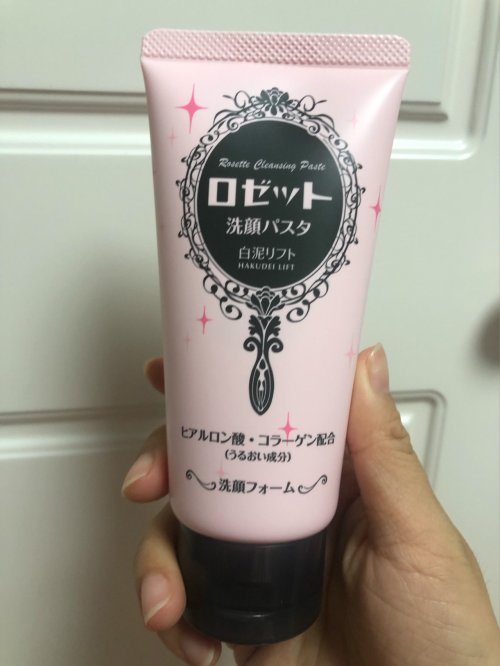 Rosette Cleansing Paste
ロゼット
洗顔パスタ
白泥リフト
HAKUDEI LIFT
ヒアルロン酸・コラーゲン配合
(うるおい成分)
洗顔フォーム